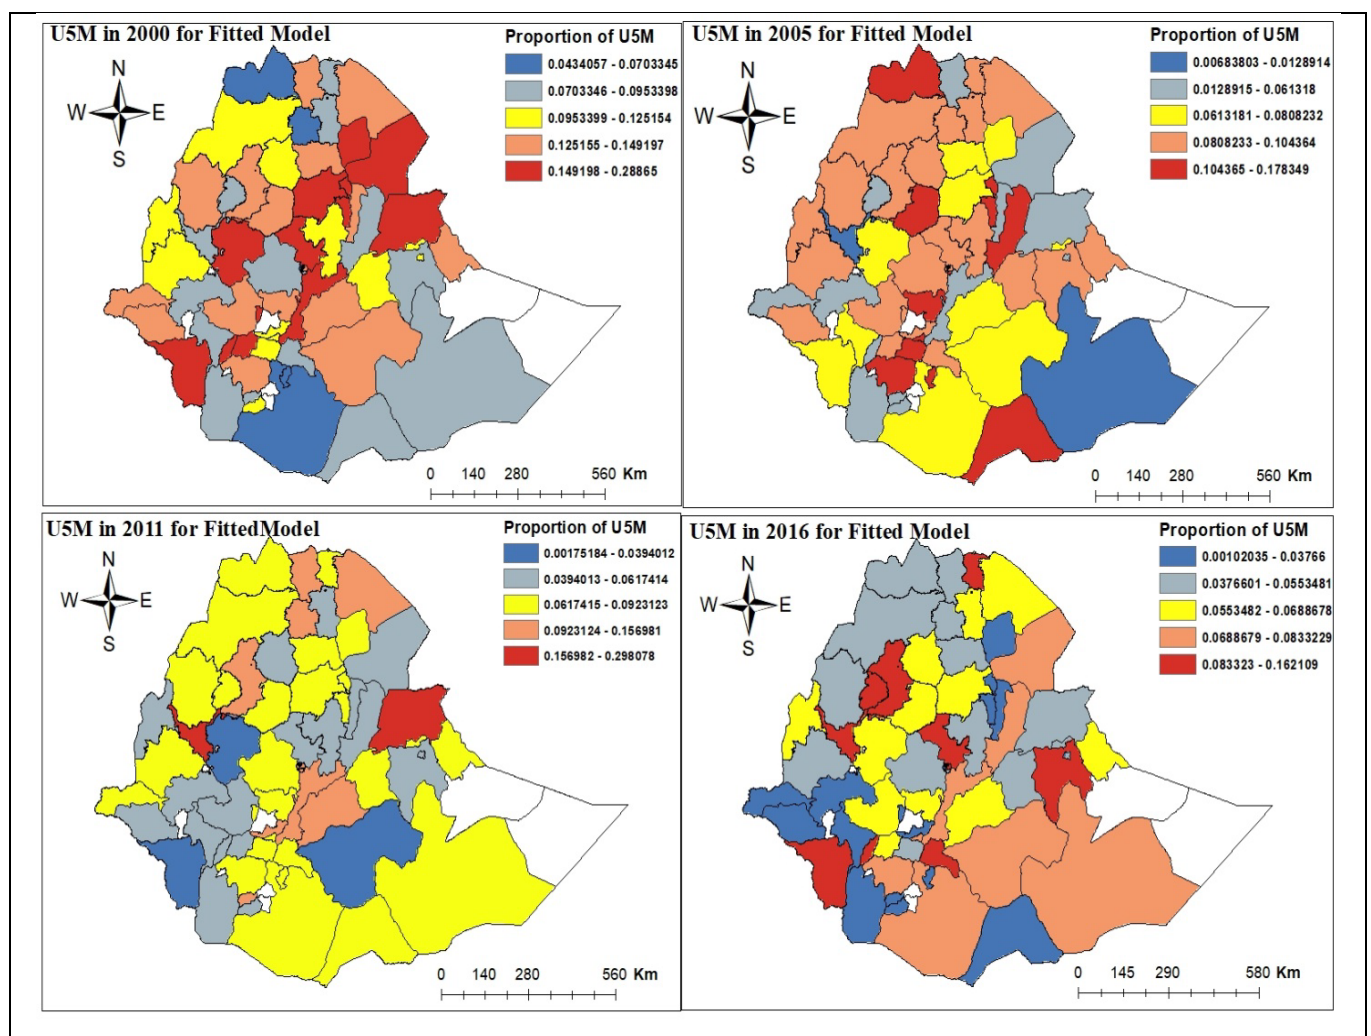 U5M in 2000 for Fitted Model
Proportion of U5M
0.0434057 - 0.0703345
0.0703346 - 0.0953398
0.0953399 - 0.125154
0.125155 - 0.149197
0.149198 - 0.28865
N
W E
S
0 140 280 560 Km
U5M in 2005 for Fitted Model
Proportion of U5M
0.00683803 - 0.0128914
0.0128915 - 0.061318
0.0613181 - 0.0808232
0.0808233 - 0.104364
0.104365 - 0.178349
N
W E
S
0 140 280 560 Km
U5M in 2011 for FittedModel
Proportion of U5M
0.00175184 - 0.0394012
0.0394013 - 0.0617414
0.0617415 - 0.0923123
0.0923124 - 0.156981
0.156982 - 0.298078
N
W E
S
0 140 280 560 Km
U5M in 2016 for Fitted Model
Proportion of U5M
0.00102035 - 0.03766
0.0376601 - 0.0553481
0.0553482 - 0.0688678
0.0688679 - 0.0833229
0.083323 - 0.162109
N
W E
S
0 145 290 580 Km